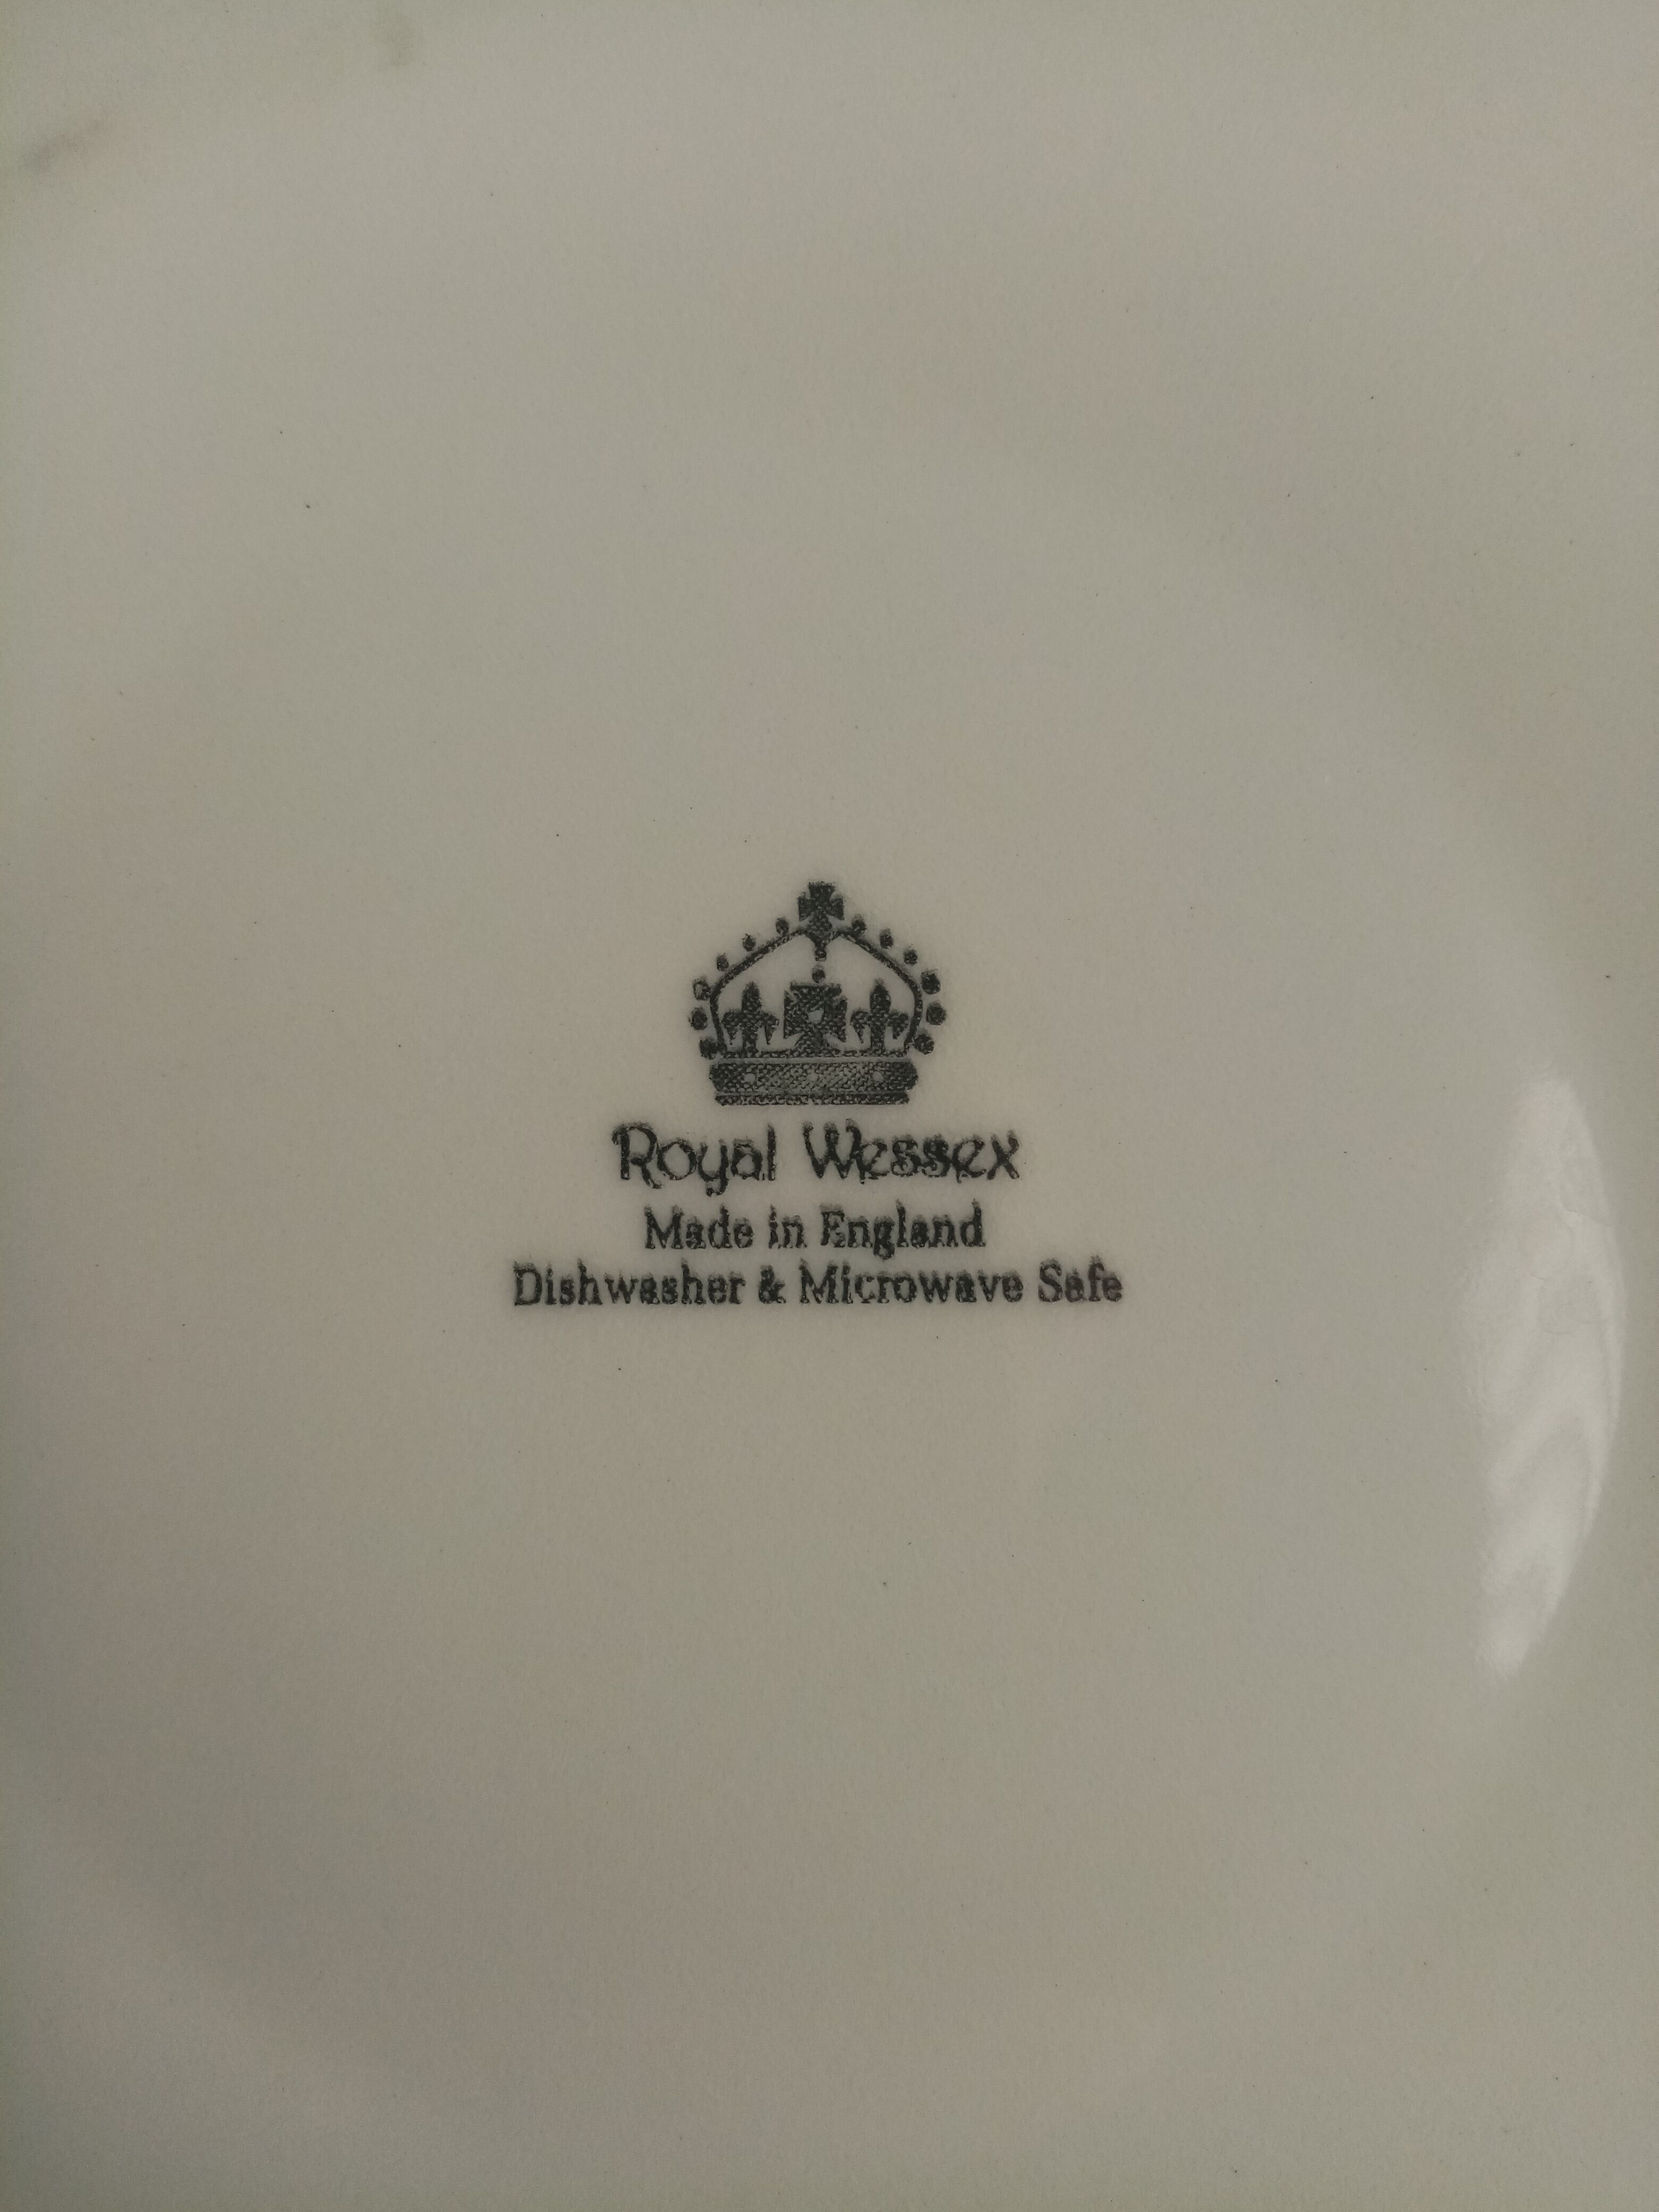 Royal Wessex
Made in England
Dishwasher & Microwave Safe